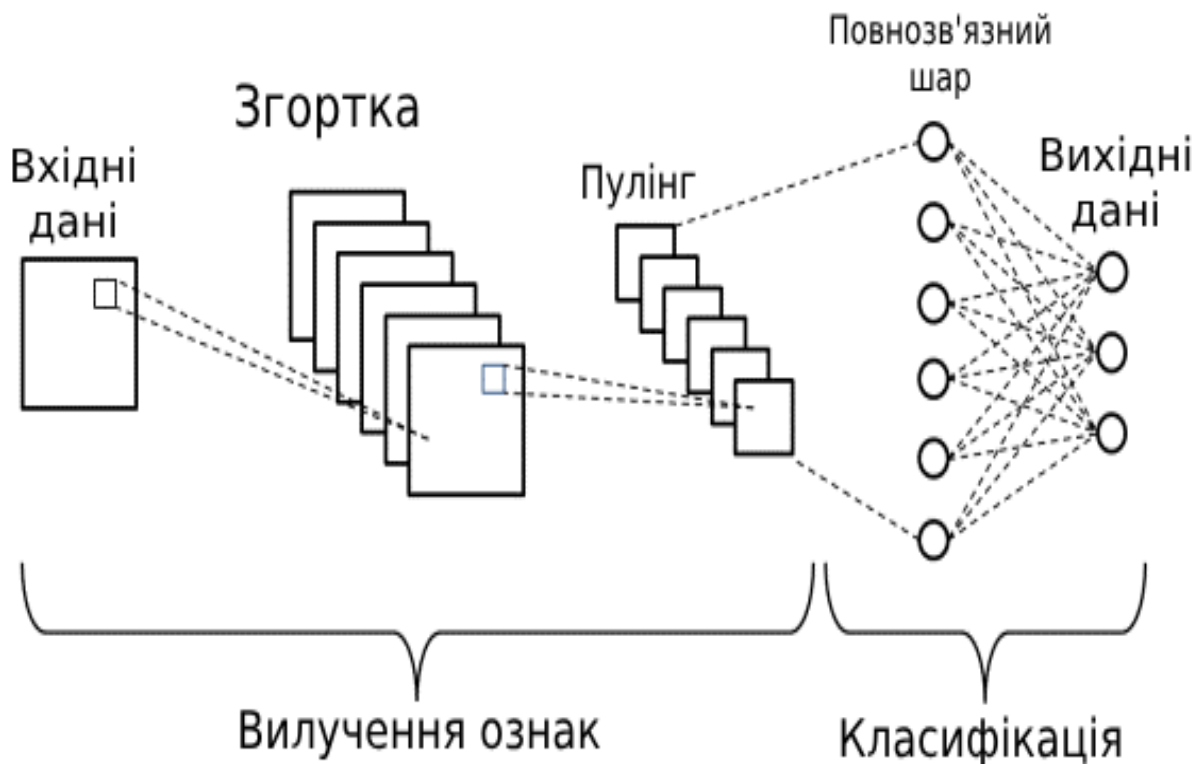 Повнозв'язний
шар
Згортка
Вхідні
дані
Пулінг
Вихідні
дані
Вилучення ознак
Класифікація